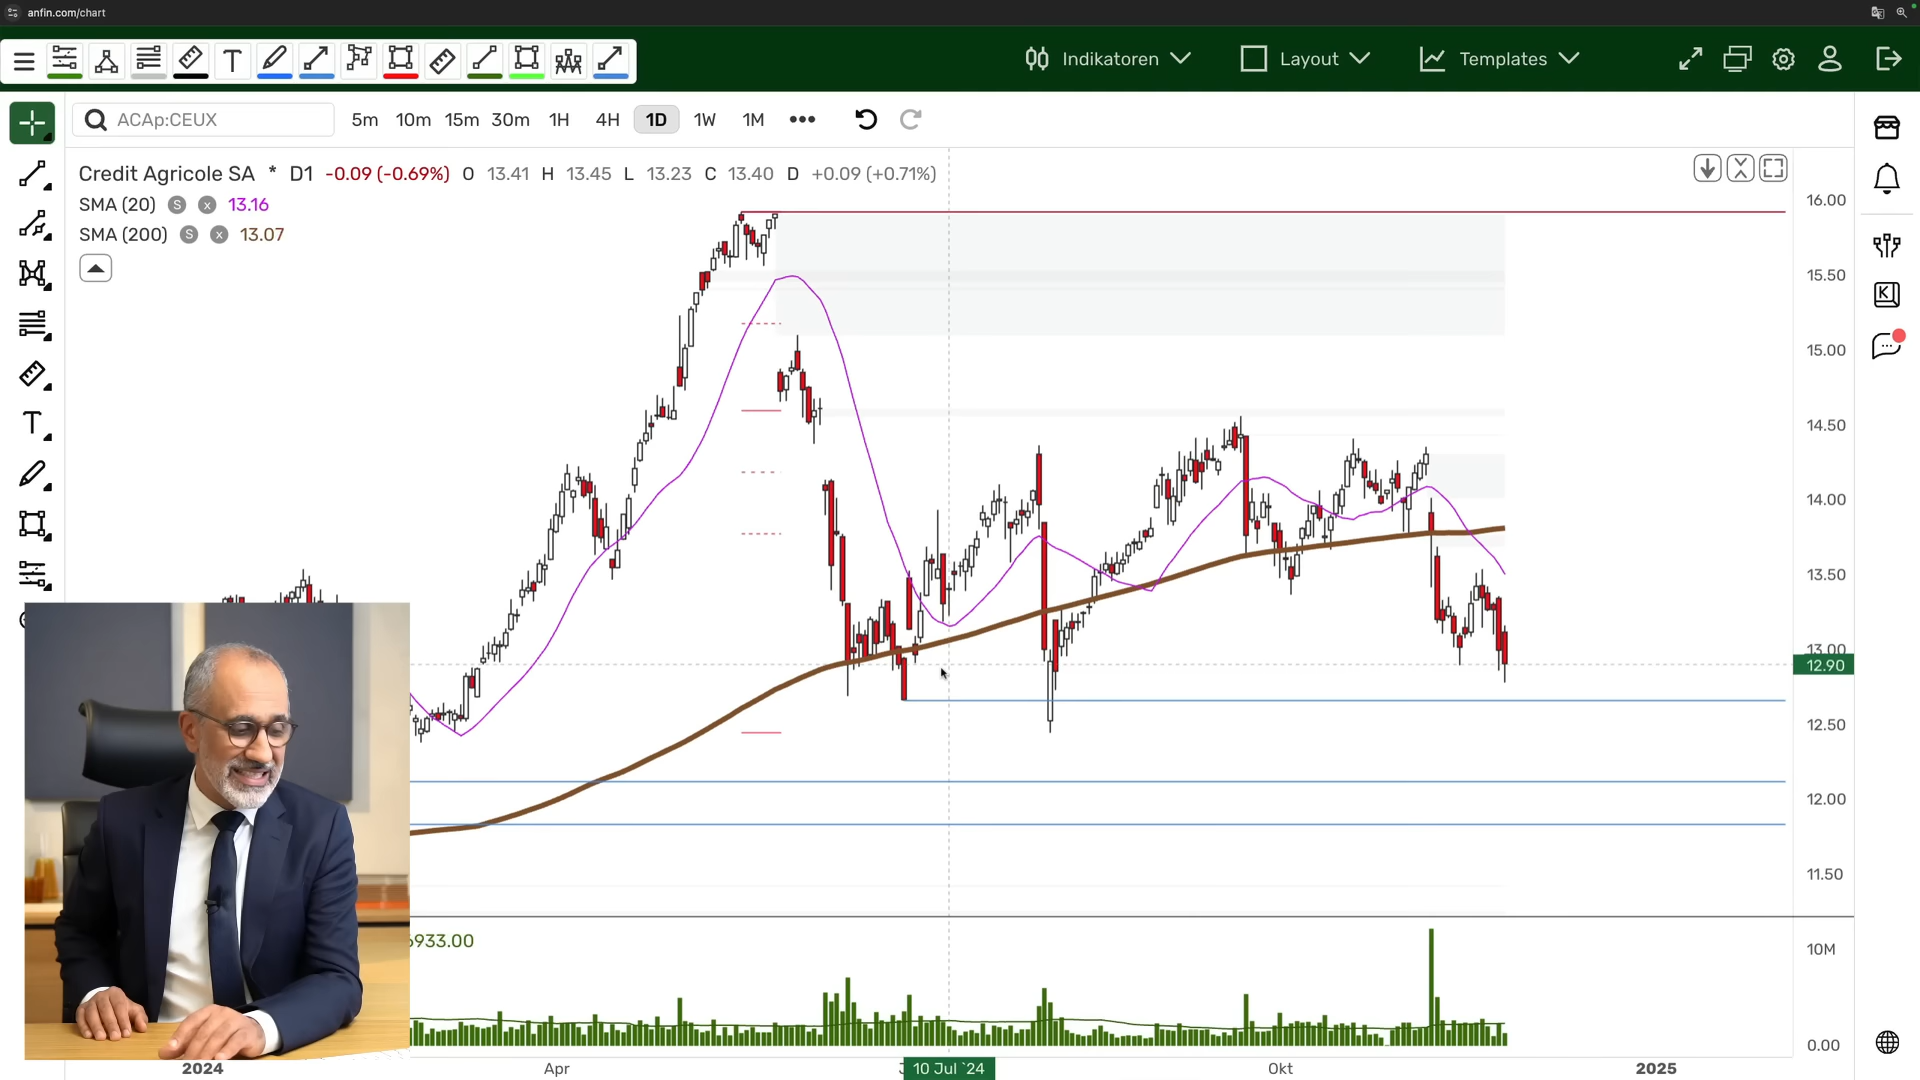 anfin.com/chart
Indikatoren
Layout
Templates
ACAp:CEUX
5m 10m 15m 30m 1H 4H 1D 1W 1M •••
Credit Agricole SA * D1 -0.09 (-0.69%) O 13.41 H 13.45 L 13.23 C 13.40 D +0.09 (+0.71%)
SMA (20) S x 13.16
SMA (200) S x 13.07
16.00
15.50
15.00
14.50
14.00
13.50
13.00
12.90
12.50
12.00
11.50
6933.00
10M
0.00
2024 Apr 10 Jul `24 Okt 2025